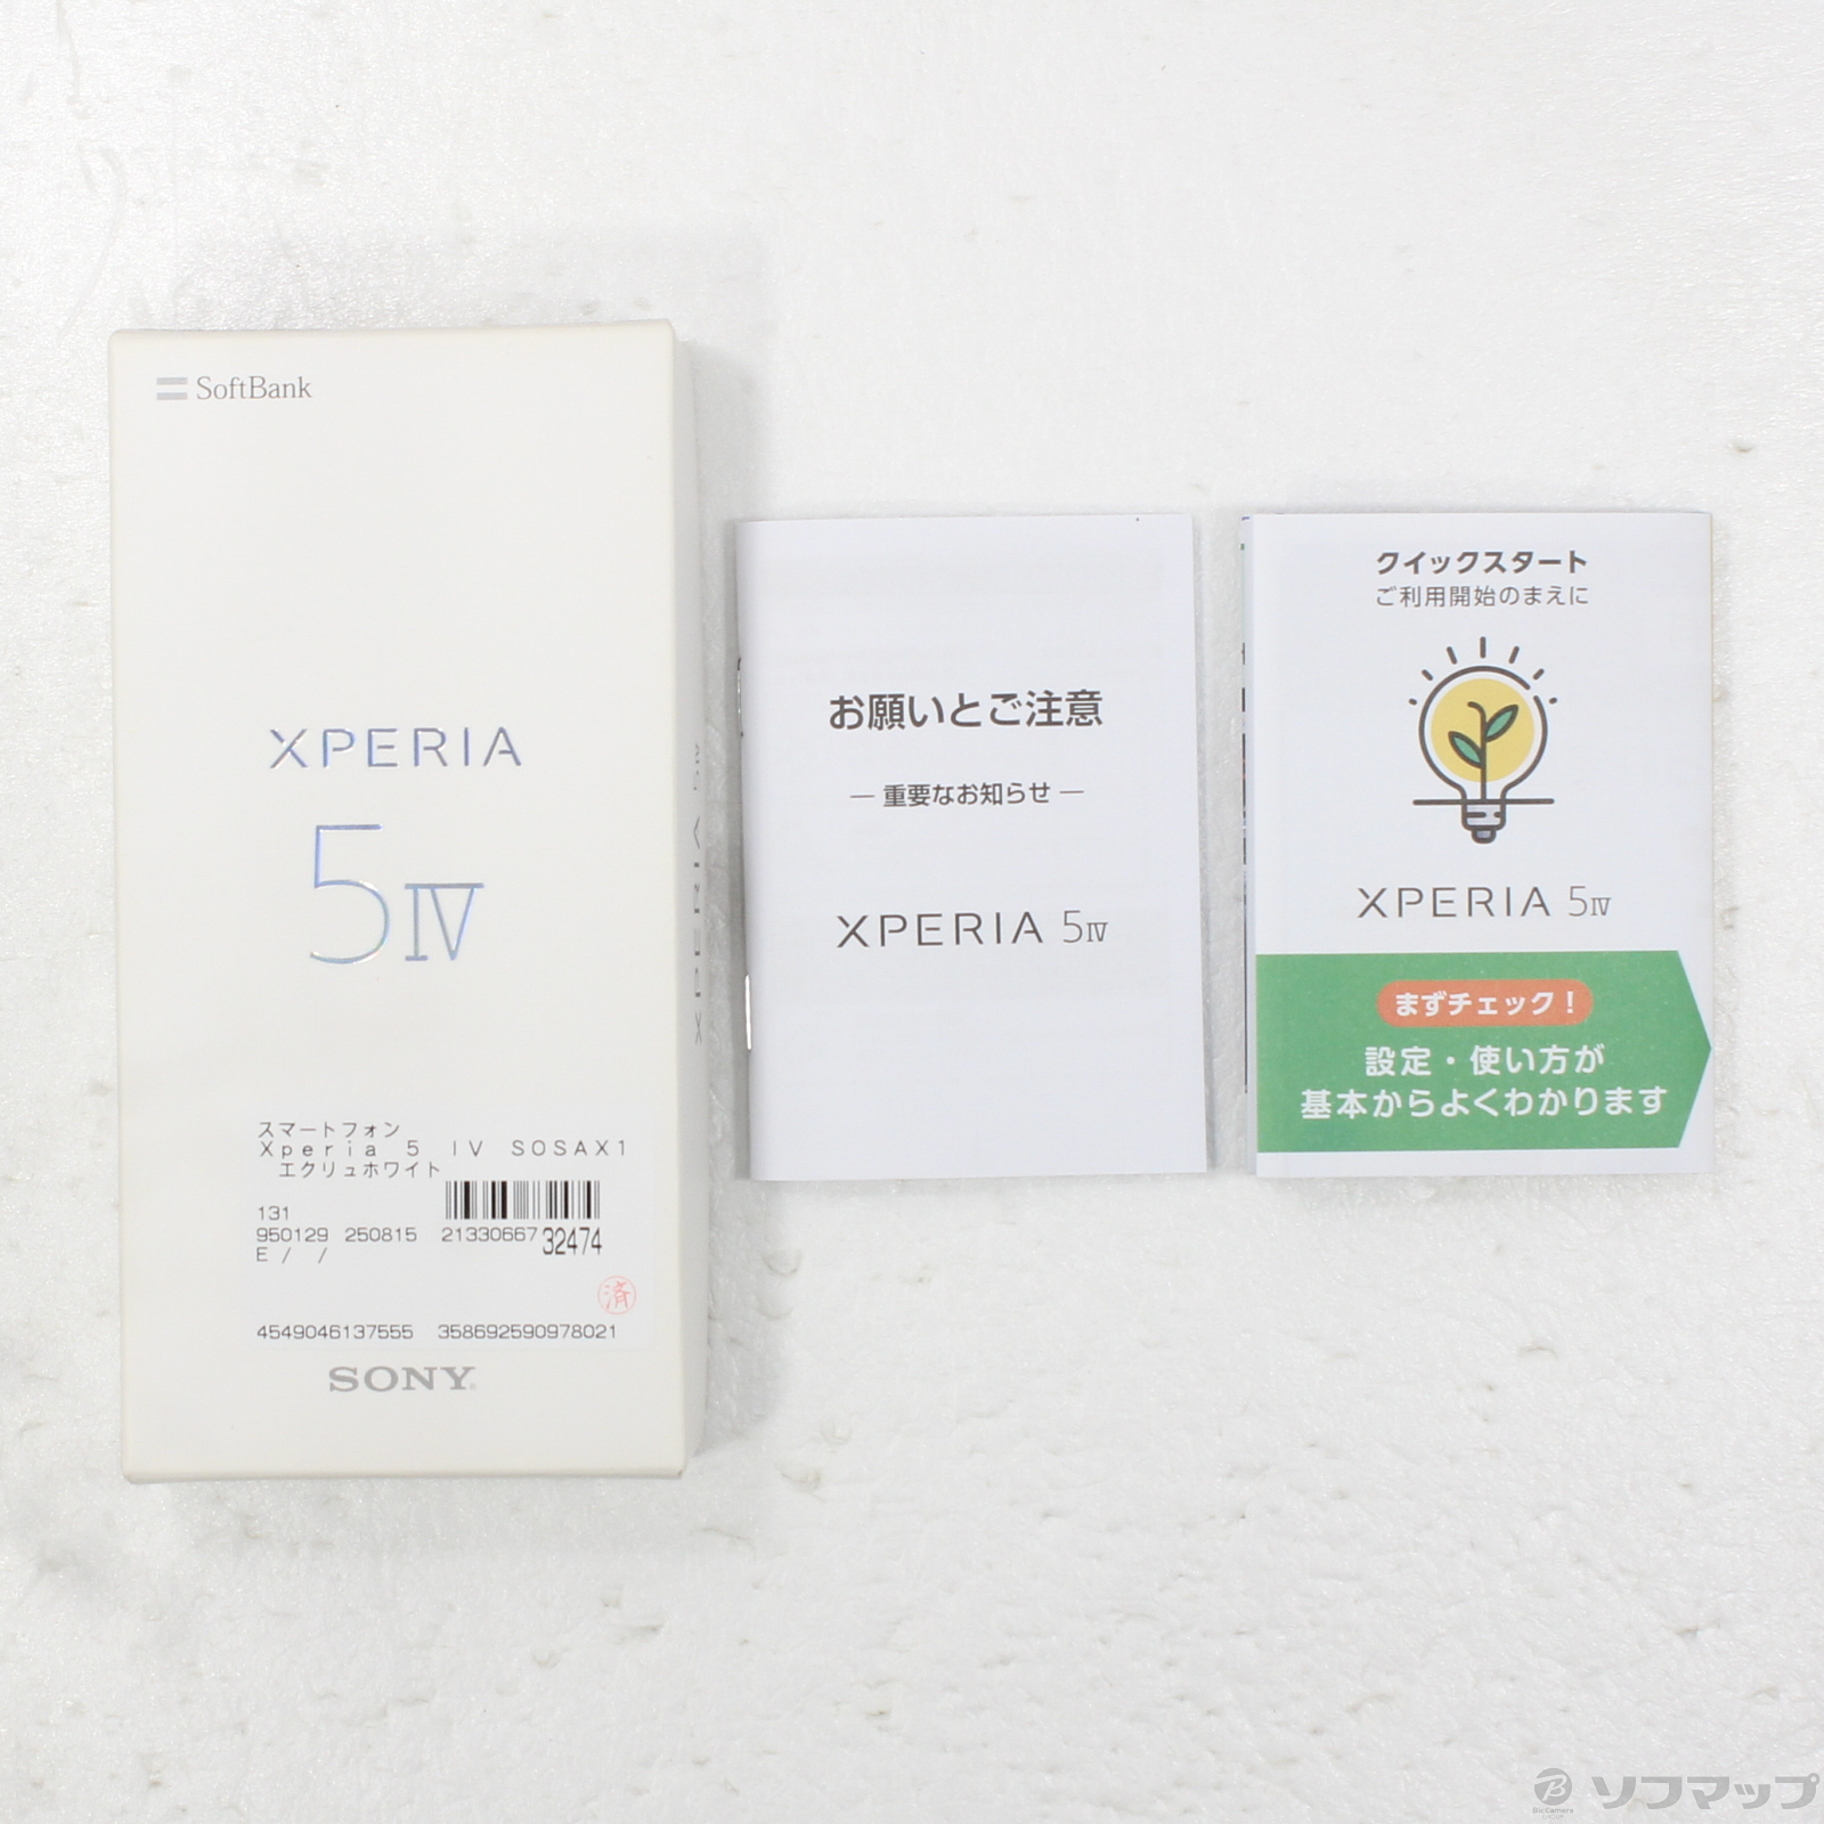 SoftBank
XPERIA
5IV
スマートフォン
Xperia 5 IV SOSAX1
エクリュホワイト
131
950129 250815 2133066732474
E / /
済
4549046137555 358692590978021
SONY
お願いとご注意
― 重要なお知らせ ―
XPERIA 5IV
クイックスタート
ご利用開始のまえに
XPERIA 5IV
まずチェック！
設定・使い方が
基本からよくわかります
BicCamera
GROUP
ソフマップ